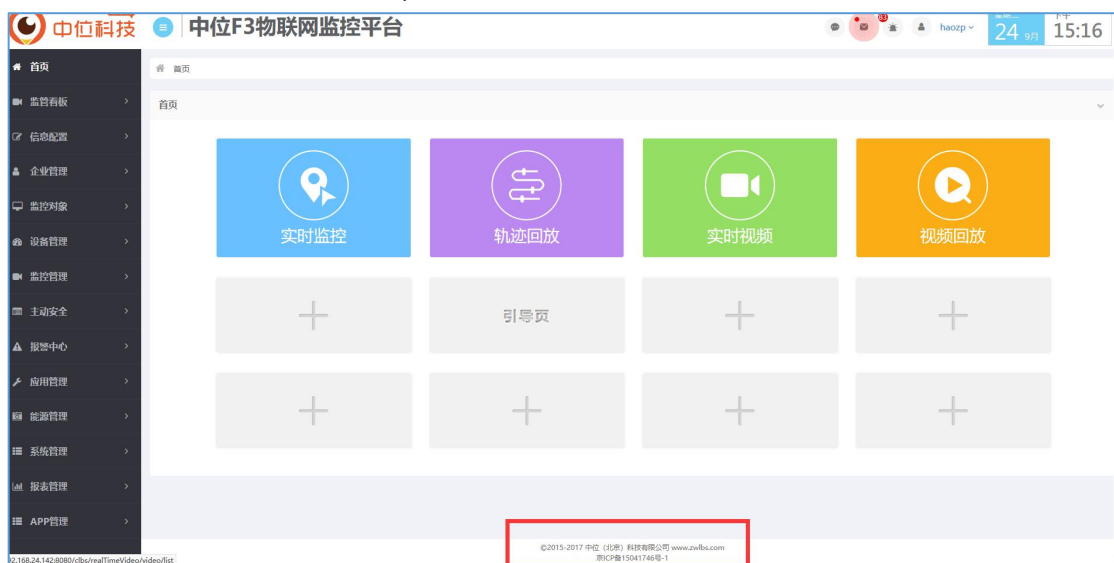 中位科技
中位F3物联网监控平台
83
haozp
24 9月
下午
15:16
首页
首页
监管看板
首页
信息配置
企业管理
监控对象
实时监控
轨迹回放
实时视频
视频回放
设备管理
监控管理
主动安全
引导页
报警中心
应用管理
能源管理
系统管理
报表管理
APP管理
©2015-2017 中位（北京）科技有限公司 www.zwlbs.com
京ICP备15041746号-1
2.168.24.142:8080/clbs/realTimeVideo/video/list